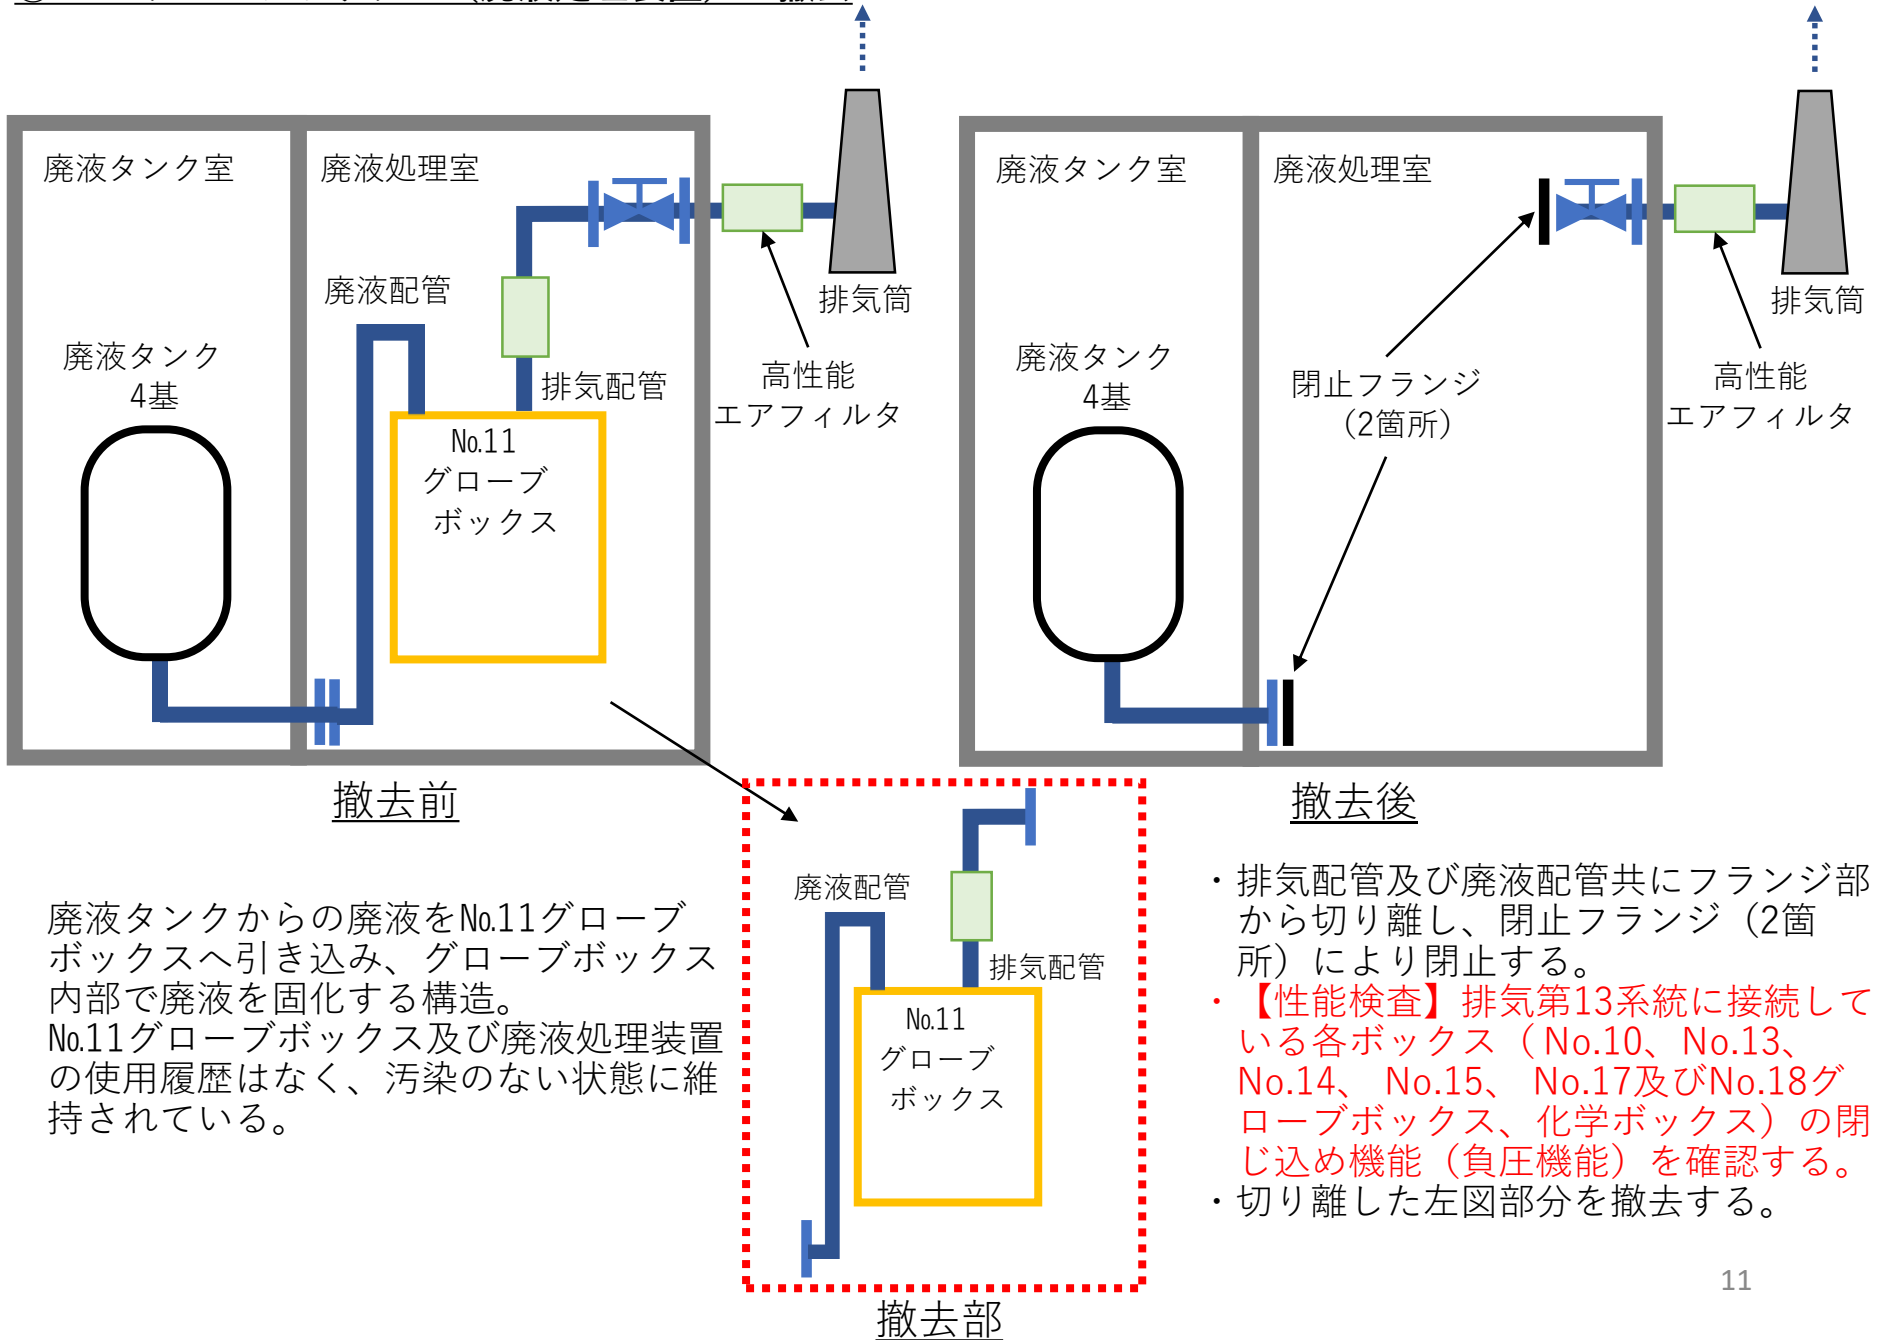 廃液タンク室
廃液処理室
廃液配管
排気配管
廃液タンク
4基
№11
グローブ
ボックス
排気筒
高性能
エアフィルタ
撤去前
廃液タンク室
廃液処理室
廃液タンク
4基
閉止フランジ
(2箇所)
排気筒
高性能
エアフィルタ
撤去後
廃液タンクからの廃液を№11グローブ
ボックスへ引き込み、グローブボックス
内部で廃液を固化する構造。
№11グローブボックス及び廃液処理装置
の使用履歴はなく、汚染のない状態に維
持されている。
廃液配管
排気配管
№11
グローブ
ボックス
撤去部
・排気配管及び廃液配管共にフランジ部
から切り離し、閉止フランジ（2箇
所）により閉止する。
・【性能検査】排気第13系統に接続して
いる各ボックス（ No.10、No.13、
No.14、 No.15、 No.17及びNo.18グ
ローブボックス、化学ボックス）の閉
じ込め機能（負圧機能）を確認する。
・切り離した左図部分を撤去する。
11